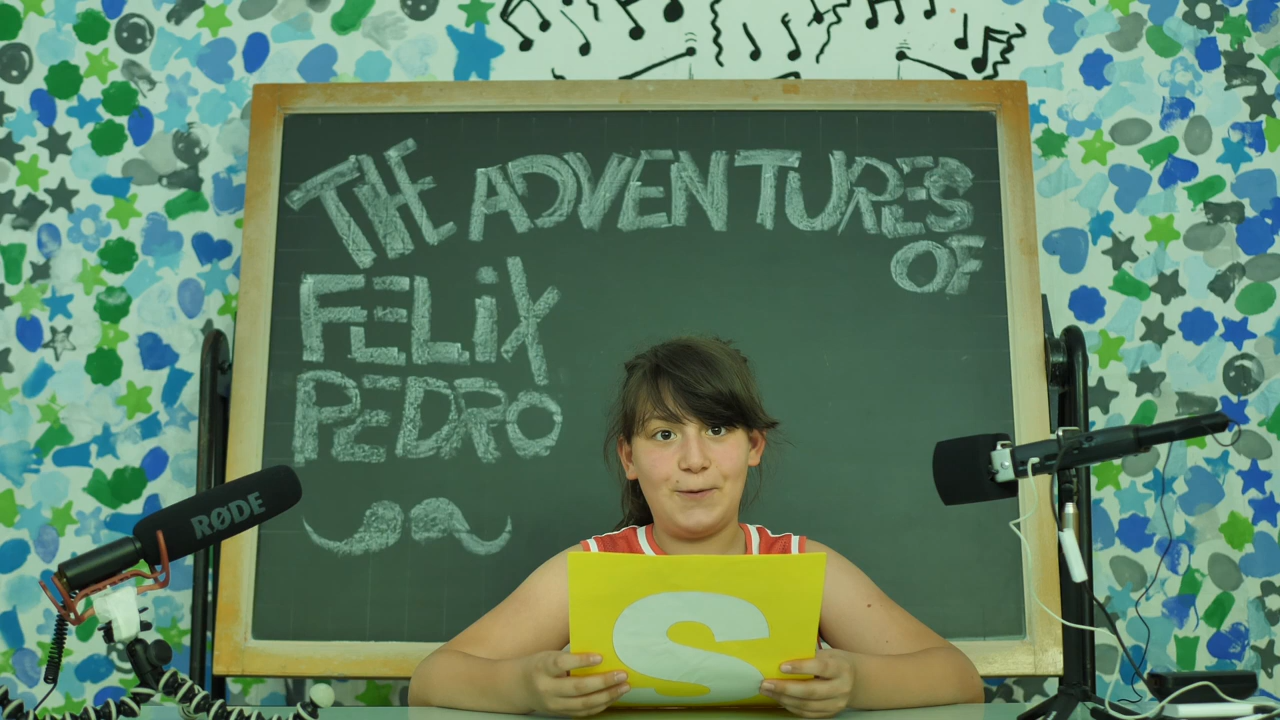 THE ADVENTURES
OF
FELIX
PEDRO
RØDE
S